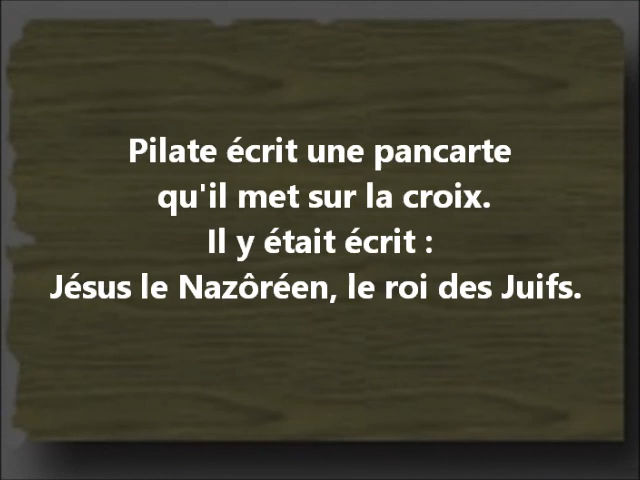 Pilate écrit une pancarte
qu'il met sur la croix.
Il y était écrit :
Jésus le Nazôréen, le roi des Juifs.